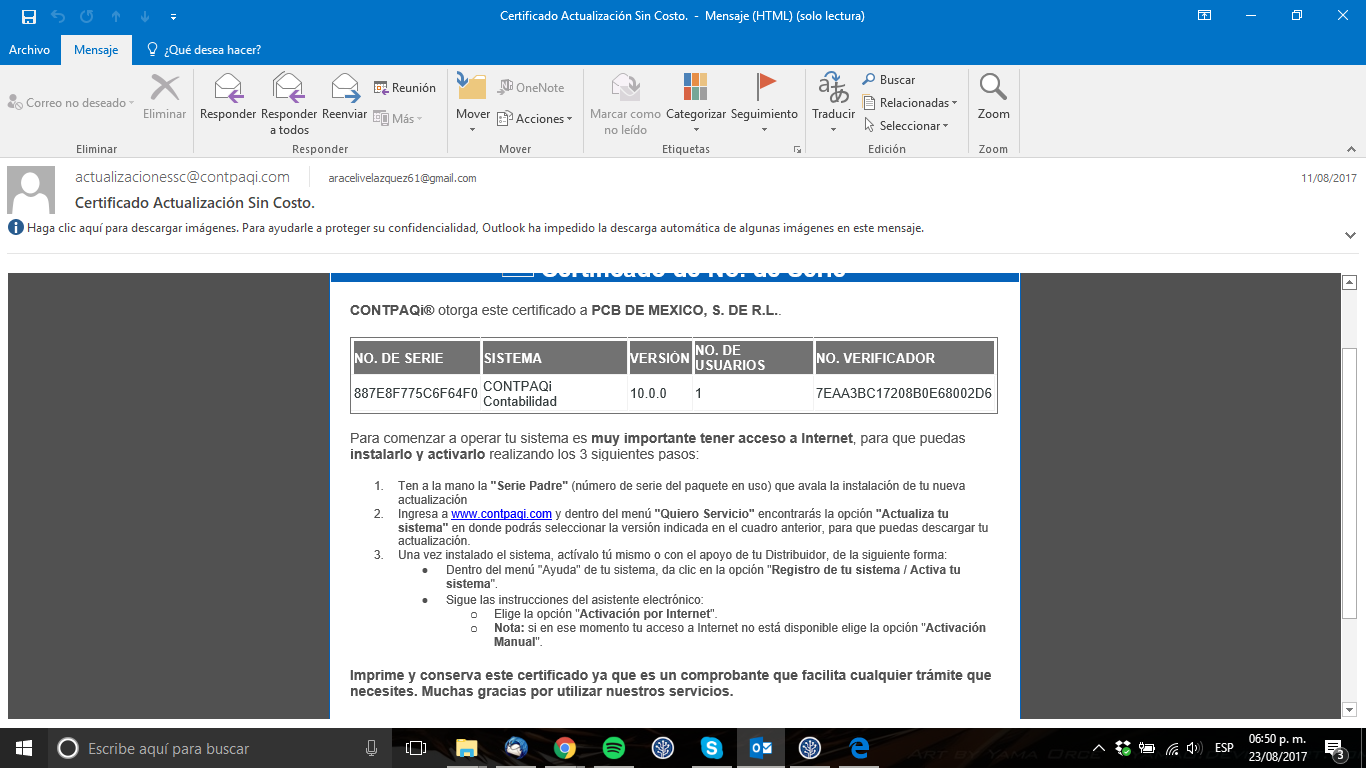 Certificado Actualización Sin Costo. - Mensaje (HTML) (solo lectura)
Archivo Mensaje ¿Qué desea hacer?
Correo no deseado
Eliminar
Eliminar
Responder
Responder a todos
Reenviar
Reunión
Más
Responder
Mover
OneNote
Acciones
Mover
Marcar como no leído
Categorizar
Seguimiento
Etiquetas
Traducir
Buscar
Relacionadas
Seleccionar
Edición
Zoom
Zoom
actualizacionessc@contpaqi.com aracelivelazquez61@gmail.com 11/08/2017
Certificado Actualización Sin Costo.
Haga clic aquí para descargar imágenes. Para ayudarle a proteger su confidencialidad, Outlook ha impedido la descarga automática de algunas imágenes en este mensaje.
Certificado de No. de Serie
CONTPAQi® otorga este certificado a PCB DE MEXICO, S. DE R.L..
NO. DE SERIE SISTEMA VERSIÓN NO. DE USUARIOS NO. VERIFICADOR
887E8F775C6F64F0 CONTPAQi Contabilidad 10.0.0 1 7EAA3BC17208B0E68002D6
Para comenzar a operar tu sistema es muy importante tener acceso a Internet, para que puedas
instalarlo y activarlo realizando los 3 siguientes pasos:
1. Ten a la mano la "Serie Padre" (número de serie del paquete en uso) que avala la instalación de tu nueva
actualización
2. Ingresa a www.contpaqi.com y dentro del menú "Quiero Servicio" encontrarás la opción "Actualiza tu
sistema" en donde podrás seleccionar la versión indicada en el cuadro anterior, para que puedas descargar tu
actualización.
3. Una vez instalado el sistema, actívalo tú mismo o con el apoyo de tu Distribuidor, de la siguiente forma:
• Dentro del menú "Ayuda" de tu sistema, da clic en la opción "Registro de tu sistema / Activa tu
sistema".
• Sigue las instrucciones del asistente electrónico:
o Elige la opción "Activación por Internet".
o Nota: si en ese momento tu acceso a Internet no está disponible elige la opción "Activación
Manual".
Imprime y conserva este certificado ya que es un comprobante que facilita cualquier trámite que
necesites. Muchas gracias por utilizar nuestros servicios.
Escribe aquí para buscar
ESP
06:50 p. m.
23/08/2017
3